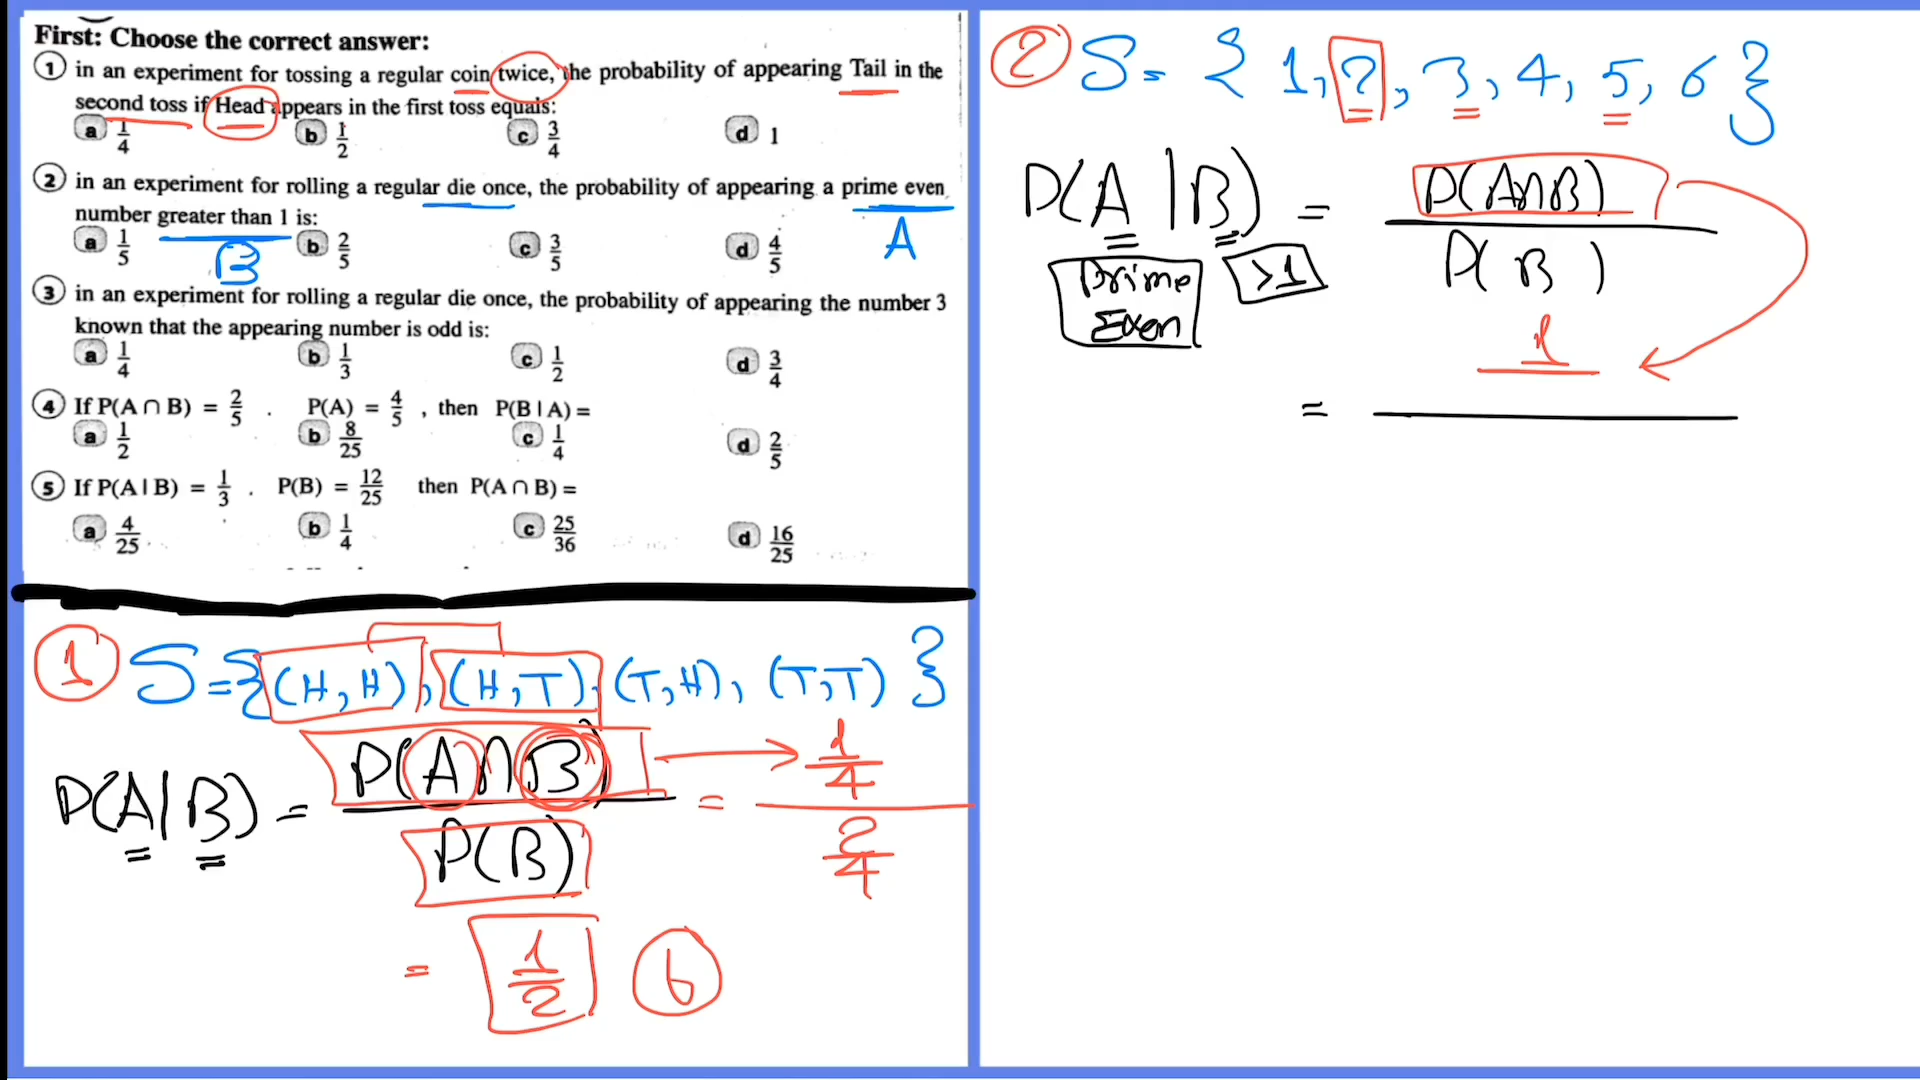 First: Choose the correct answer:
1 in an experiment for tossing a regular coin twice, the probability of appearing Tail in the
second toss if Head appears in the first toss equals:
a 1/4 b 1/2 c 3/4 d 1
2 in an experiment for rolling a regular die once, the probability of appearing a prime even
number greater than 1 is:
B A
a 1/5 b 2/5 c 3/5 d 4/5
3 in an experiment for rolling a regular die once, the probability of appearing the number 3
known that the appearing number is odd is:
a 1/4 b 1/3 c 1/2 d 3/4
4 If P(A ∩ B) = 2/5 . P(A) = 4/5 , then P(B | A) =
a 1/2 b 8/25 c 1/4 d 2/5
5 If P(A | B) = 1/3 . P(B) = 12/25 then P(A ∩ B) =
a 4/25 b 1/4 c 25/36 d 16/25
1 S = {(H,H), (H,T), (T,H), (T,T)}
P(A|B) = P(A∩B) / P(B) = 1/4 / 2/4
= 1/2 b
2 S = { 1, 2, 3, 4, 5, 6 }
P(A|B) = P(A∩B) / P(B)
Prime >1
Even
= 1